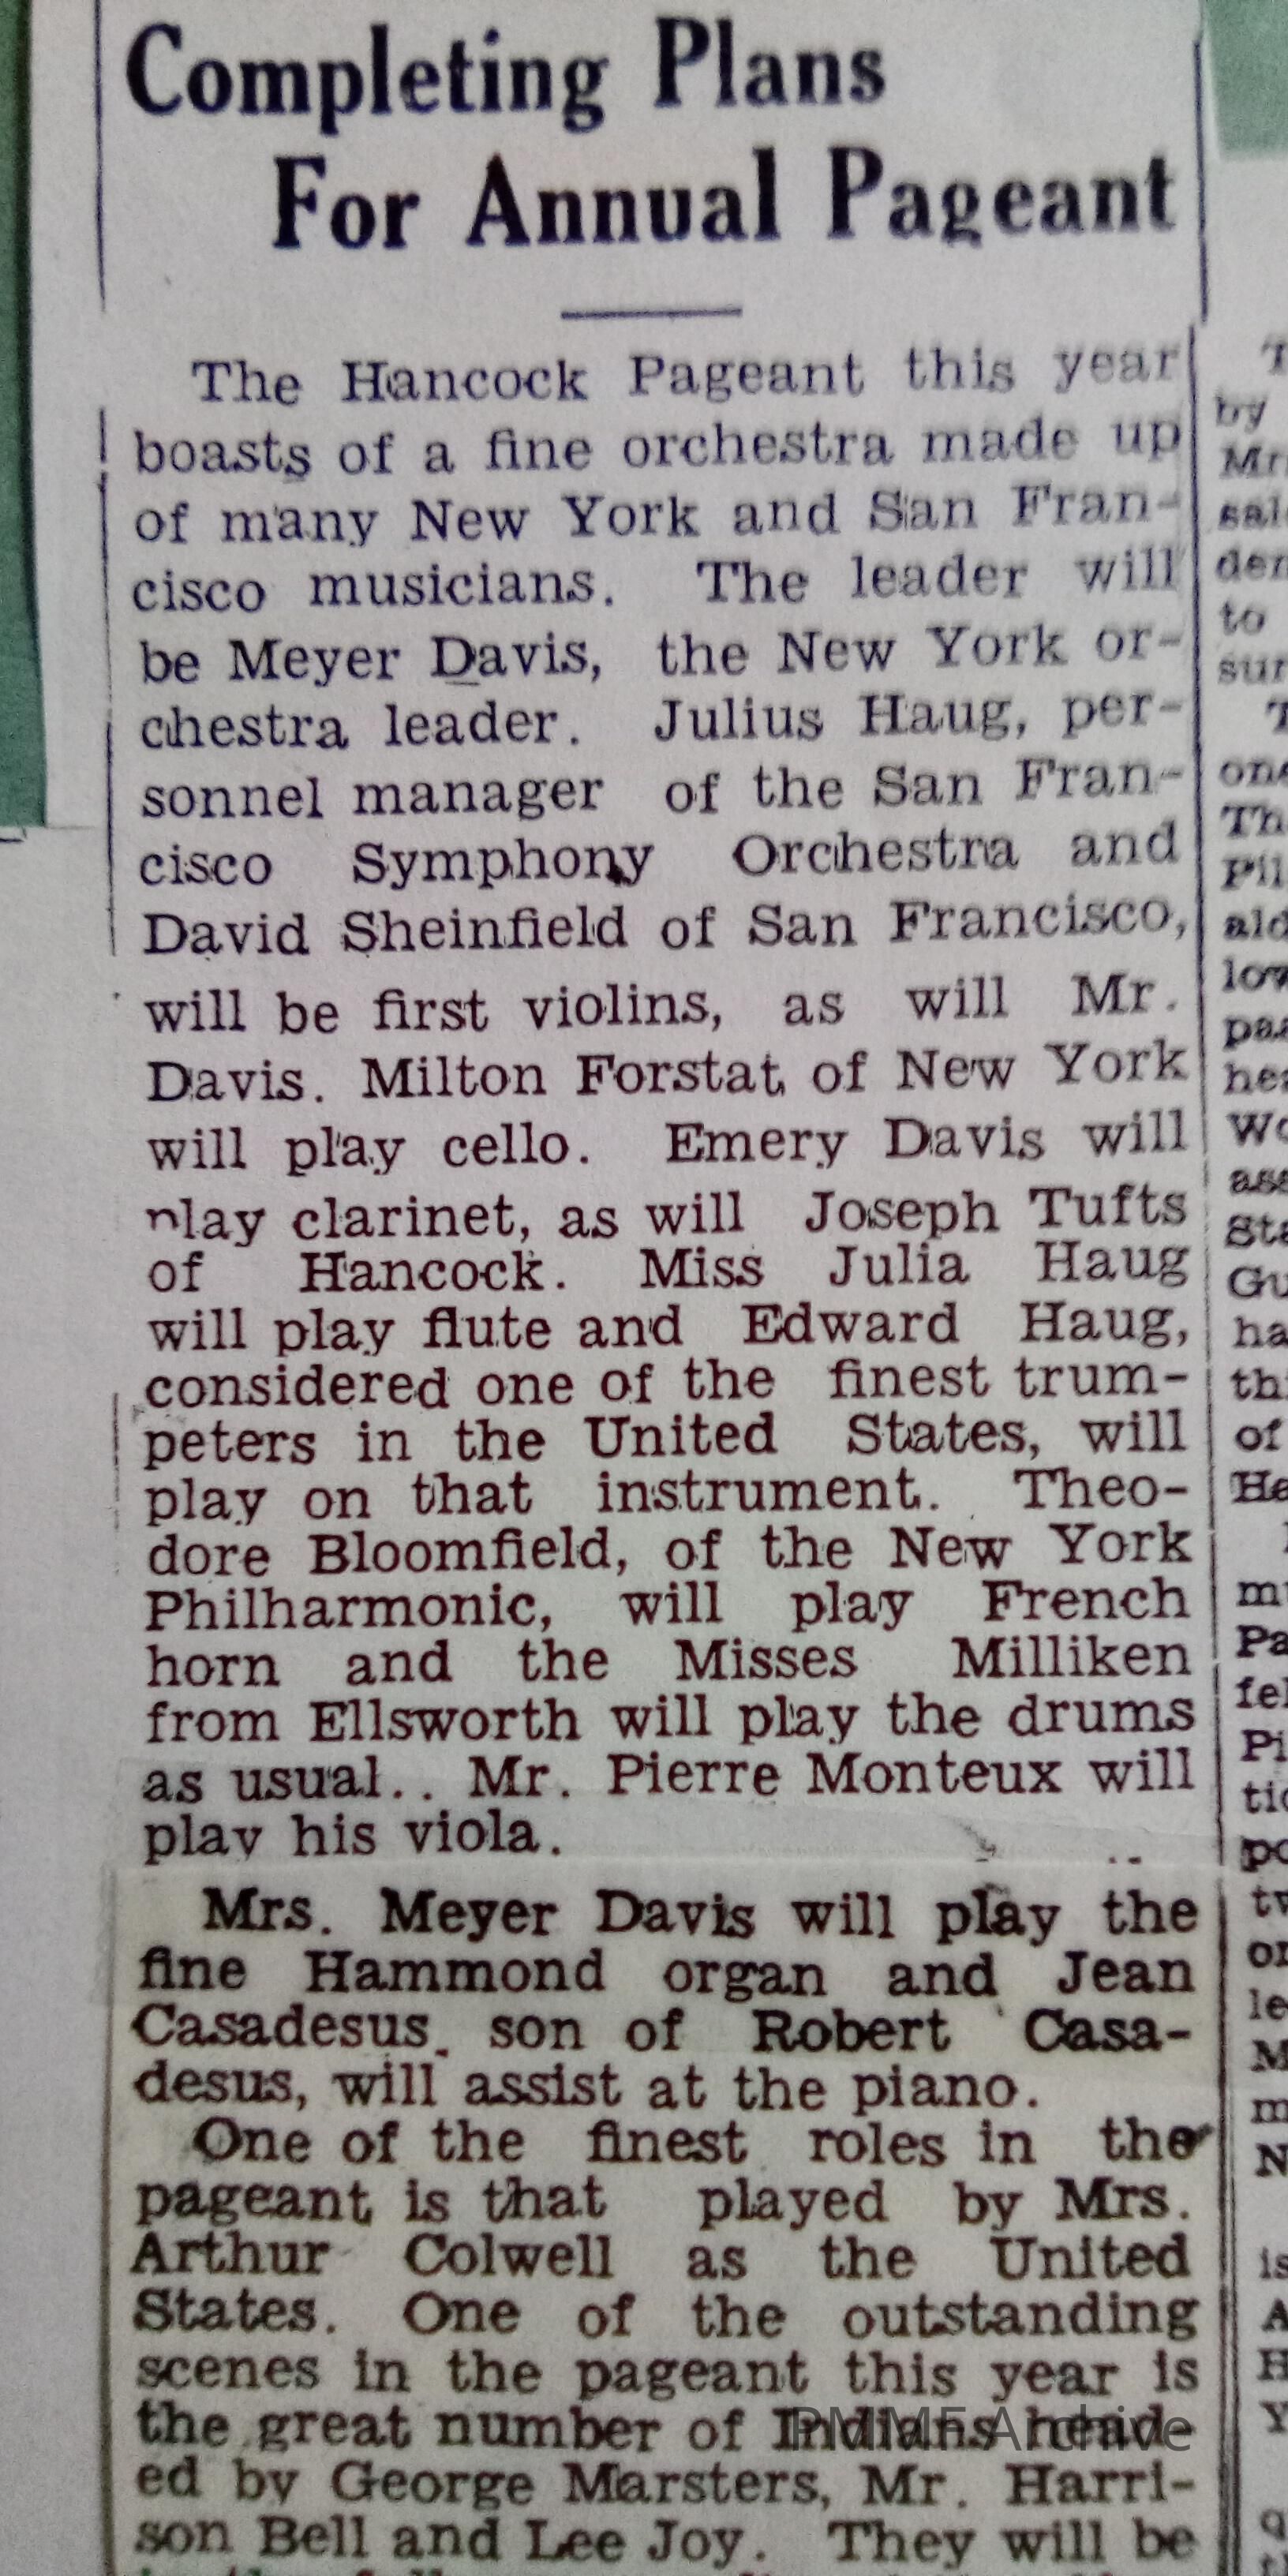 Completing Plans
For Annual Pageant
The Hancock Pageant this year
boasts of a fine orchestra made up
of many New York and San Fran-
cisco musicians. The leader will
be Meyer Davis, the New York or-
chestra leader. Julius Haug, per-
sonnel manager of the San Fran-
cisco Symphony Orchestra and
David Sheinfield of San Francisco,
will be first violins, as will Mr.
Davis. Milton Forstat of New York
will play cello. Emery Davis will
play clarinet, as will Joseph Tufts
of Hancock. Miss Julia Haug
will play flute and Edward Haug,
considered one of the finest trum-
peters in the United States, will
play on that instrument. Theo-
dore Bloomfield, of the New York
Philharmonic, will play French
horn and the Misses Milliken
from Ellsworth will play the drums
as usual.. Mr. Pierre Monteux will
play his viola.
Mrs. Meyer Davis will play the
fine Hammond organ and Jean
Casadesus, son of Robert Casa-
desus, will assist at the piano.
One of the finest roles in the
pageant is that played by Mrs.
Arthur Colwell as the United
States. One of the outstanding
scenes in the pageant this year is
the great number of Indians head-
ed by George Marsters, Mr. Harri-
son Bell and Lee Joy. They will be
PMMF Archive
by
to
of